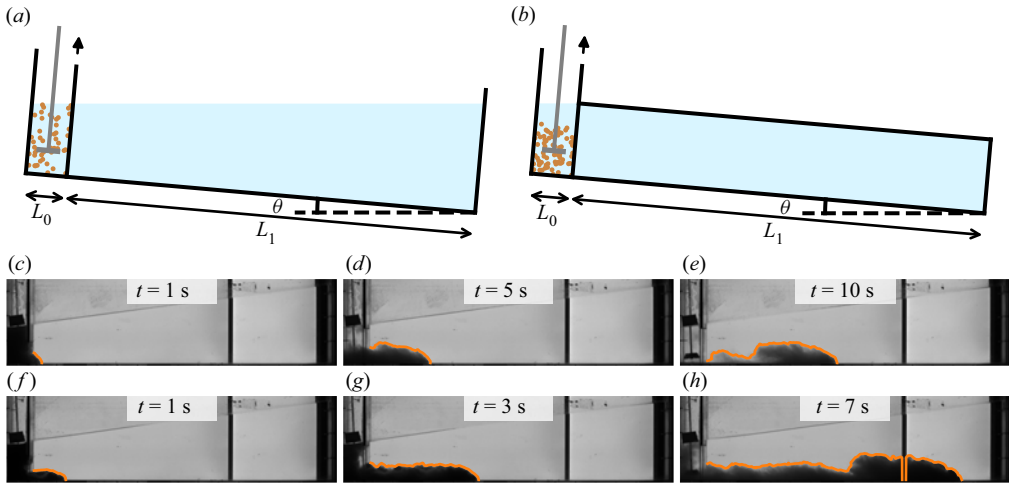 (a)
(b)
L0
θ
L1
L0
θ
L1
(c)
(d)
(e)
t = 1 s
t = 5 s
t = 10 s
(f)
(g)
(h)
t = 1 s
t = 3 s
t = 7 s